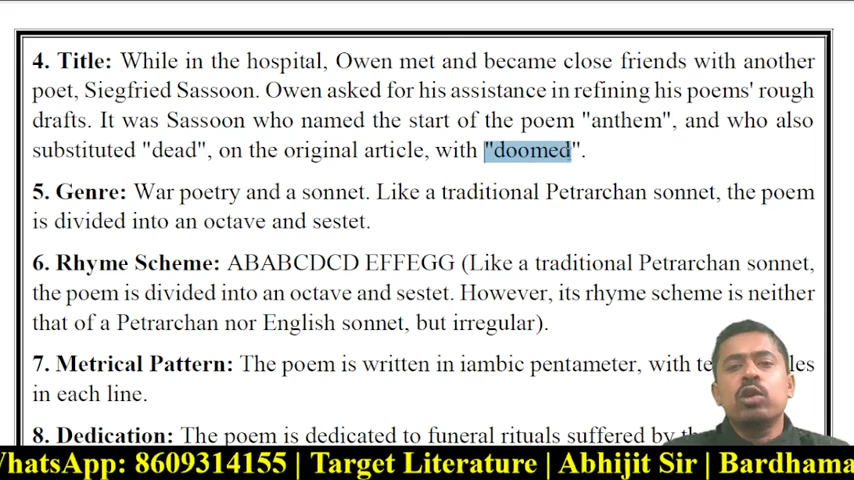 4. Title: While in the hospital, Owen met and became close friends with another
poet, Siegfried Sassoon. Owen asked for his assistance in refining his poems' rough
drafts. It was Sassoon who named the start of the poem "anthem", and who also
substituted "dead", on the original article, with "doomed".
5. Genre: War poetry and a sonnet. Like a traditional Petrarchan sonnet, the poem
is divided into an octave and sestet.
6. Rhyme Scheme: ABABCDCD EFFEGG (Like a traditional Petrarchan sonnet,
the poem is divided into an octave and sestet. However, its rhyme scheme is neither
that of a Petrarchan nor English sonnet, but irregular).
7. Metrical Pattern: The poem is written in iambic pentameter, with
in each line.
8. Dedication: The poem is dedicated to funeral rituals suffered by
WhatsApp: 8609314155 | Target Literature | Abhijit Sir | Bardhama